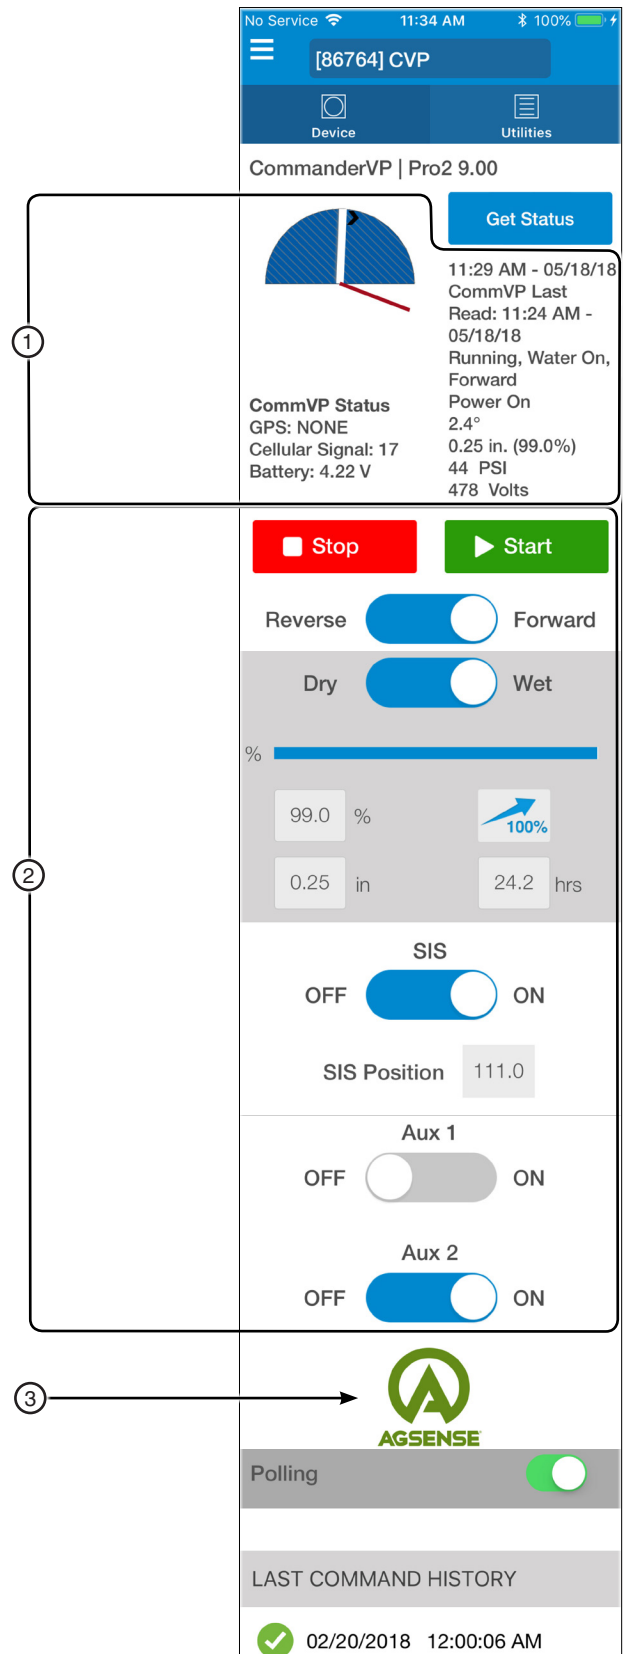 No Service 11:34 AM 100%
[86764] CVP
Device Utilities
CommanderVP | Pro2 9.00
Get Status
11:29 AM - 05/18/18
CommVP Last
Read: 11:24 AM -
05/18/18
Running, Water On,
Forward
Power On
2.4°
0.25 in. (99.0%)
44 PSI
478 Volts
1
CommVP Status
GPS: NONE
Cellular Signal: 17
Battery: 4.22 V
Stop Start
Reverse Forward
Dry Wet
%
99.0 % 100%
2
0.25 in 24.2 hrs
SIS
OFF ON
SIS Position 111.0
Aux 1
OFF ON
Aux 2
OFF ON
3
AGSENSE
Polling
LAST COMMAND HISTORY
02/20/2018 12:00:06 AM